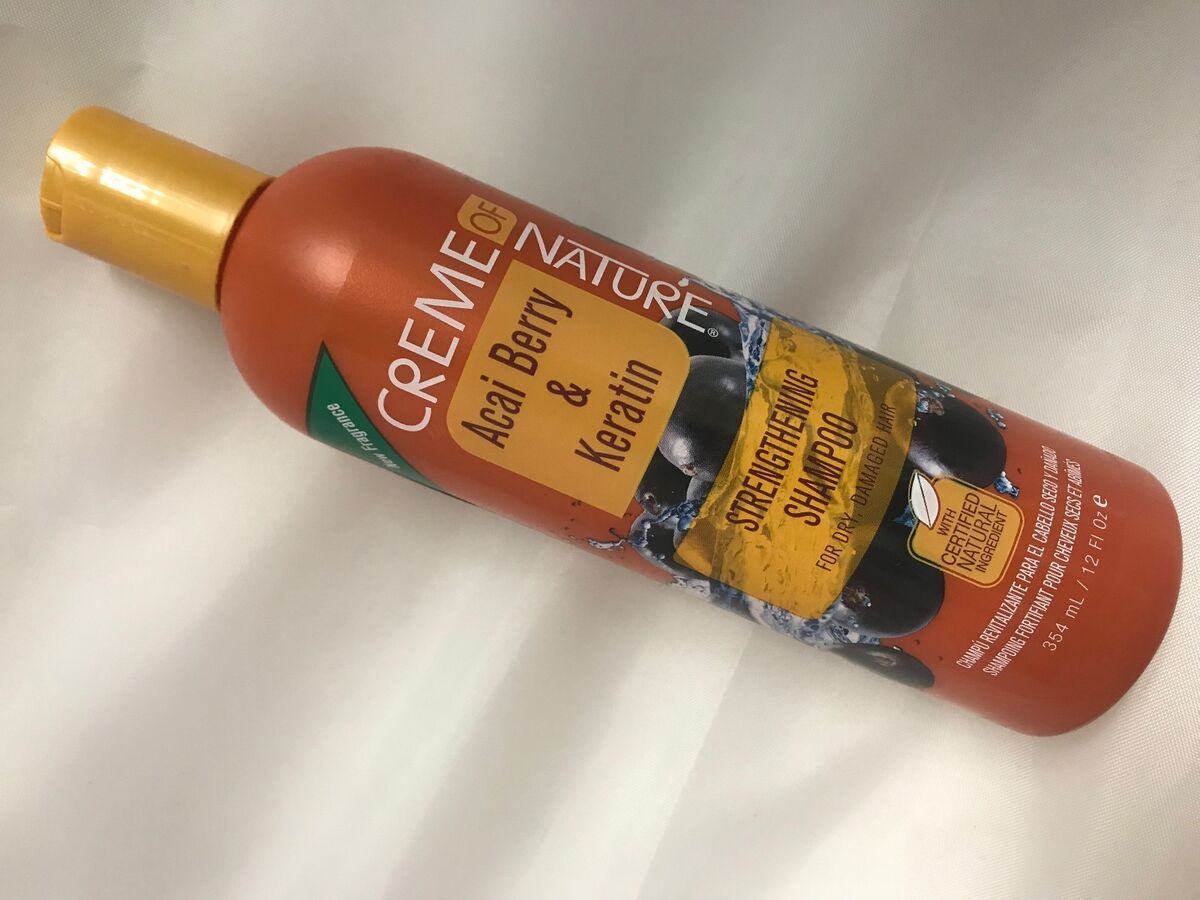 CREME OF NATURE®
Acai Berry
&
Keratin
New Fragrance
STRENGTHENING
SHAMPOO
FOR DRY, DAMAGED HAIR
WITH
CERTIFIED
NATURAL
INGREDIENT
CHAMPÚ REVITALIZANTE PARA EL CABELLO SECO Y DAÑADO
SHAMPOING FORTIFIANT POUR CHEVEUX SECS ET ABIMÉS
354 mL / 12 Fl Oz e